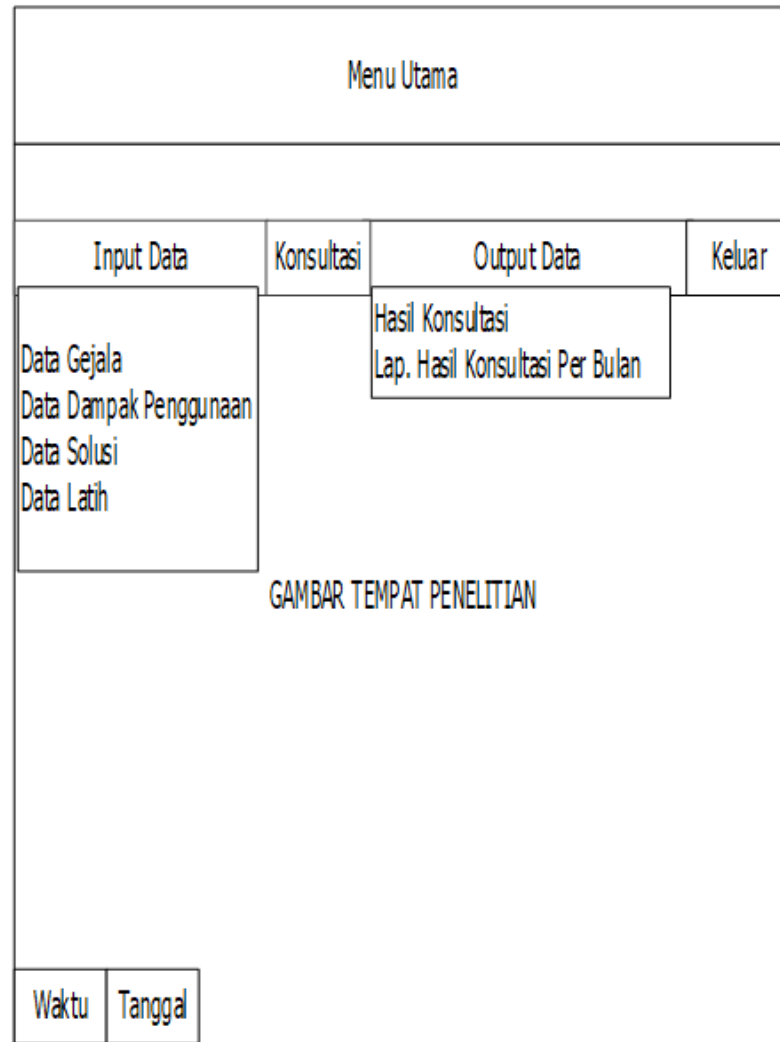 Menu Utama
Input Data
Konsultasi
Output Data
Keluar
Data Gejala
Data Dampak Penggunaan
Data Solusi
Data Latih
Hasil Konsultasi
Lap. Hasil Konsultasi Per Bulan
GAMBAR TEMPAT PENELITIAN
Waktu
Tanggal